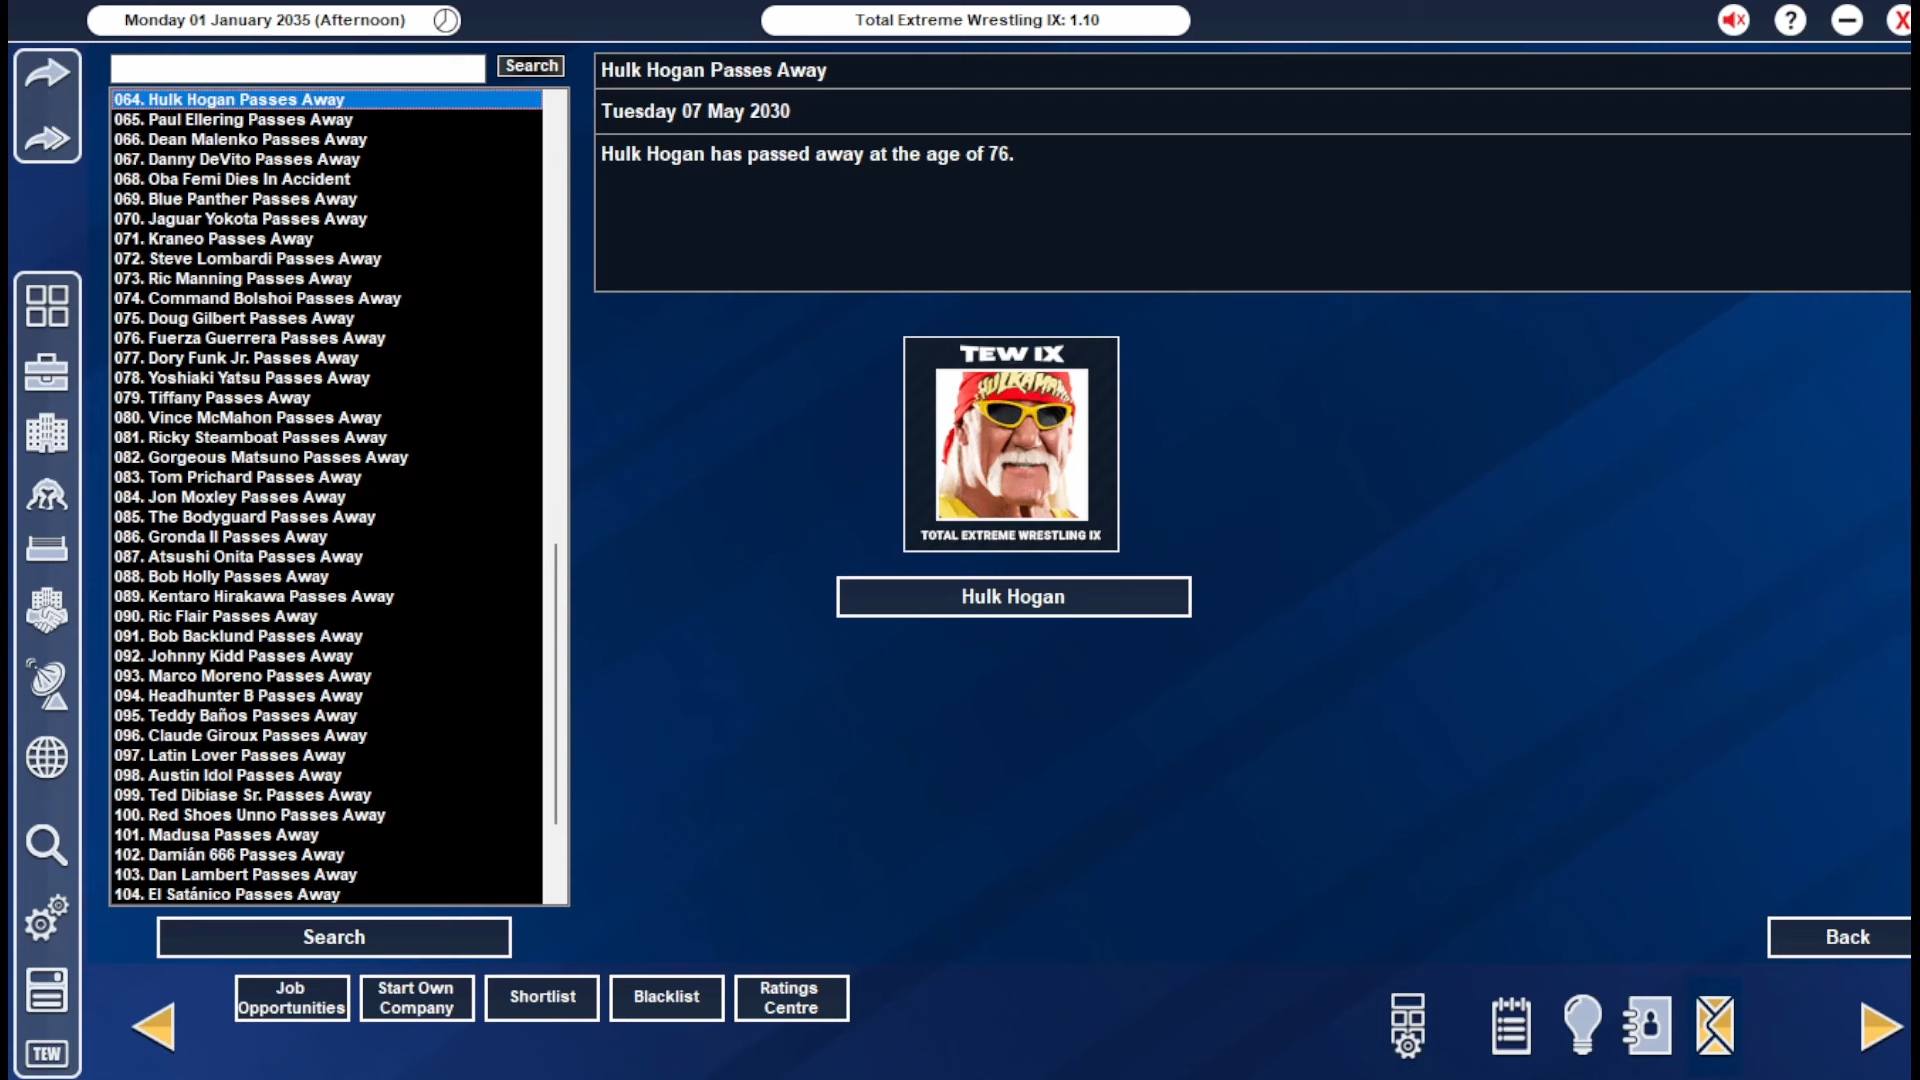 Monday 01 January 2035 (Afternoon)
Total Extreme Wrestling IX: 1.10
?
X
Search
064. Hulk Hogan Passes Away
065. Paul Ellering Passes Away
066. Dean Malenko Passes Away
067. Danny DeVito Passes Away
068. Oba Femi Dies In Accident
069. Blue Panther Passes Away
070. Jaguar Yokota Passes Away
071. Kraneo Passes Away
072. Steve Lombardi Passes Away
073. Ric Manning Passes Away
074. Command Bolshoi Passes Away
075. Doug Gilbert Passes Away
076. Fuerza Guerrera Passes Away
077. Dory Funk Jr. Passes Away
078. Yoshiaki Yatsu Passes Away
079. Tiffany Passes Away
080. Vince McMahon Passes Away
081. Ricky Steamboat Passes Away
082. Gorgeous Matsuno Passes Away
083. Tom Prichard Passes Away
084. Jon Moxley Passes Away
085. The Bodyguard Passes Away
086. Gronda II Passes Away
087. Atsushi Onita Passes Away
088. Bob Holly Passes Away
089. Kentaro Hirakawa Passes Away
090. Ric Flair Passes Away
091. Bob Backlund Passes Away
092. Johnny Kidd Passes Away
093. Marco Moreno Passes Away
094. Headhunter B Passes Away
095. Teddy Baños Passes Away
096. Claude Giroux Passes Away
097. Latin Lover Passes Away
098. Austin Idol Passes Away
099. Ted Dibiase Sr. Passes Away
100. Red Shoes Unno Passes Away
101. Madusa Passes Away
102. Damián 666 Passes Away
103. Dan Lambert Passes Away
104. El Satánico Passes Away
Search
Hulk Hogan Passes Away
Tuesday 07 May 2030
Hulk Hogan has passed away at the age of 76.
TEW IX
HULKAMANIA
TOTAL EXTREME WRESTLING IX
Hulk Hogan
Back
Job
Opportunities
Start Own
Company
Shortlist
Blacklist
Ratings
Centre
TEW